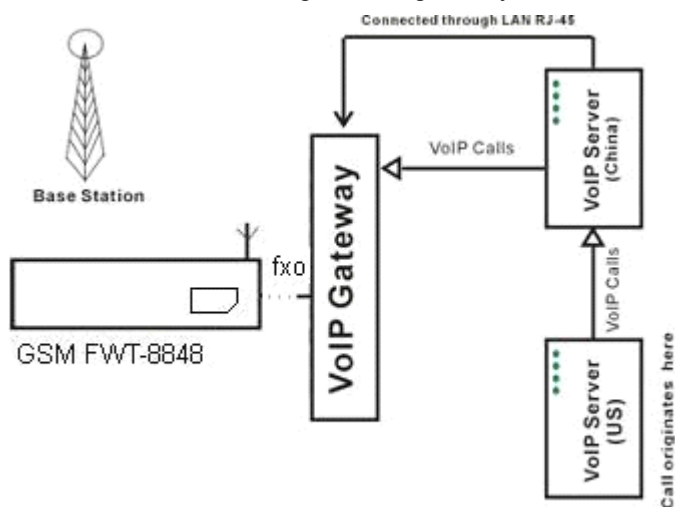 Connected through LAN RJ-45
Base Station
VoIP Calls
VoIP Server
(China)
VoIP Gateway
fxo
GSM FWT-8848
VoIP Calls
VoIP Server
(US)
Call originates here